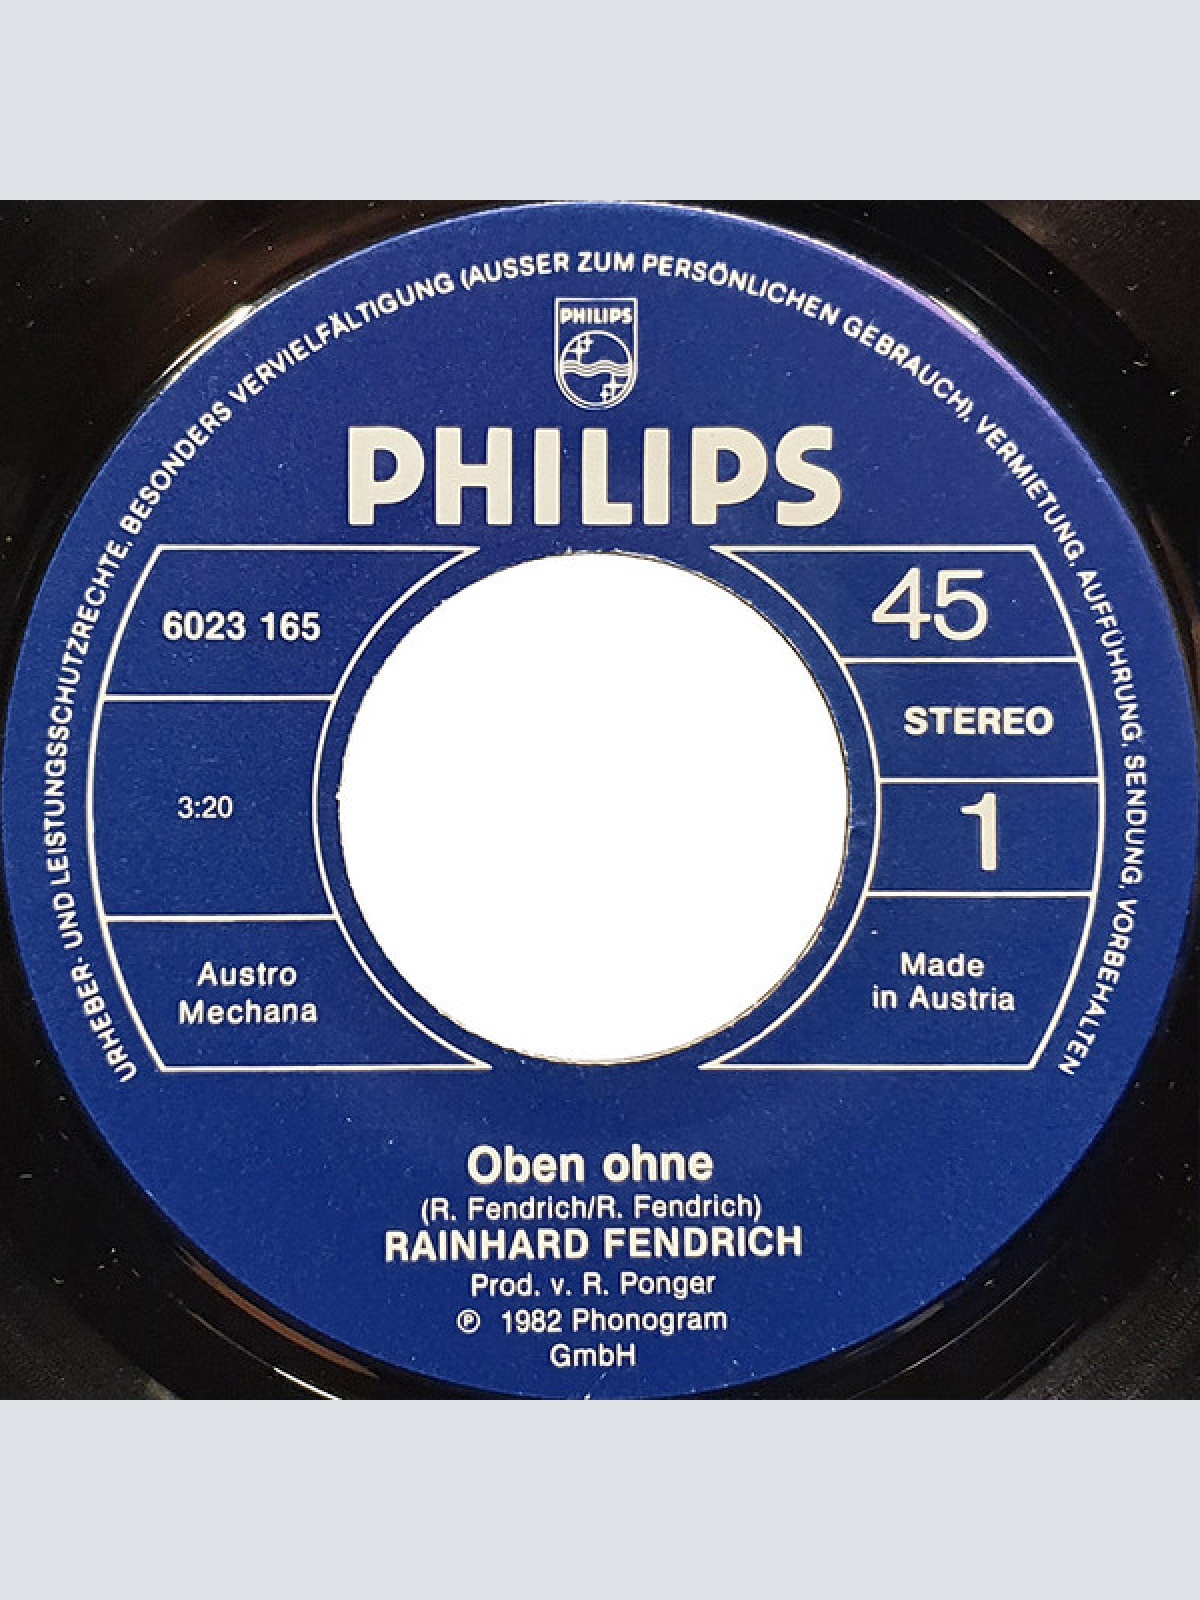 URHEBER- UND LEISTUNGSSCHUTZRECHTE, BESONDERS VERVIELFÄLTIGUNG (AUSSER ZUM PERSÖNLICHEN GEBRAUCH), VERMIETUNG, AUFFÜHRUNG, SENDUNG, VORBEHALTEN
PHILIPS
PHILIPS
6023 165
45
STEREO
3:20
1
Austro
Mechana
Made
in Austria
Oben ohne
(R. Fendrich/R. Fendrich)
RAINHARD FENDRICH
Prod. v. R. Ponger
℗ 1982 Phonogram
GmbH